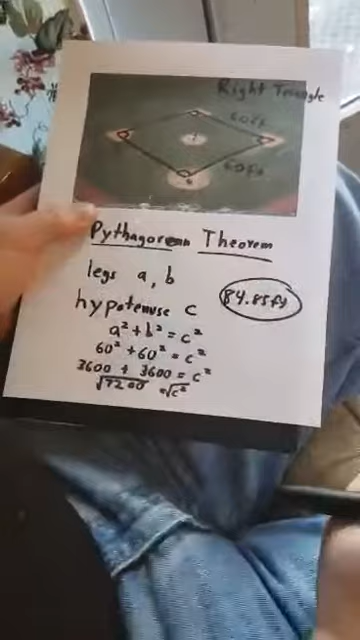 Right Triangle
60ft
60ft
Pythagorean Theorem
legs a, b
hypotenuse c
84.85ft
a² + b² = c²
60² + 60² = c²
3600 + 3600 = c²
√7200 √c²